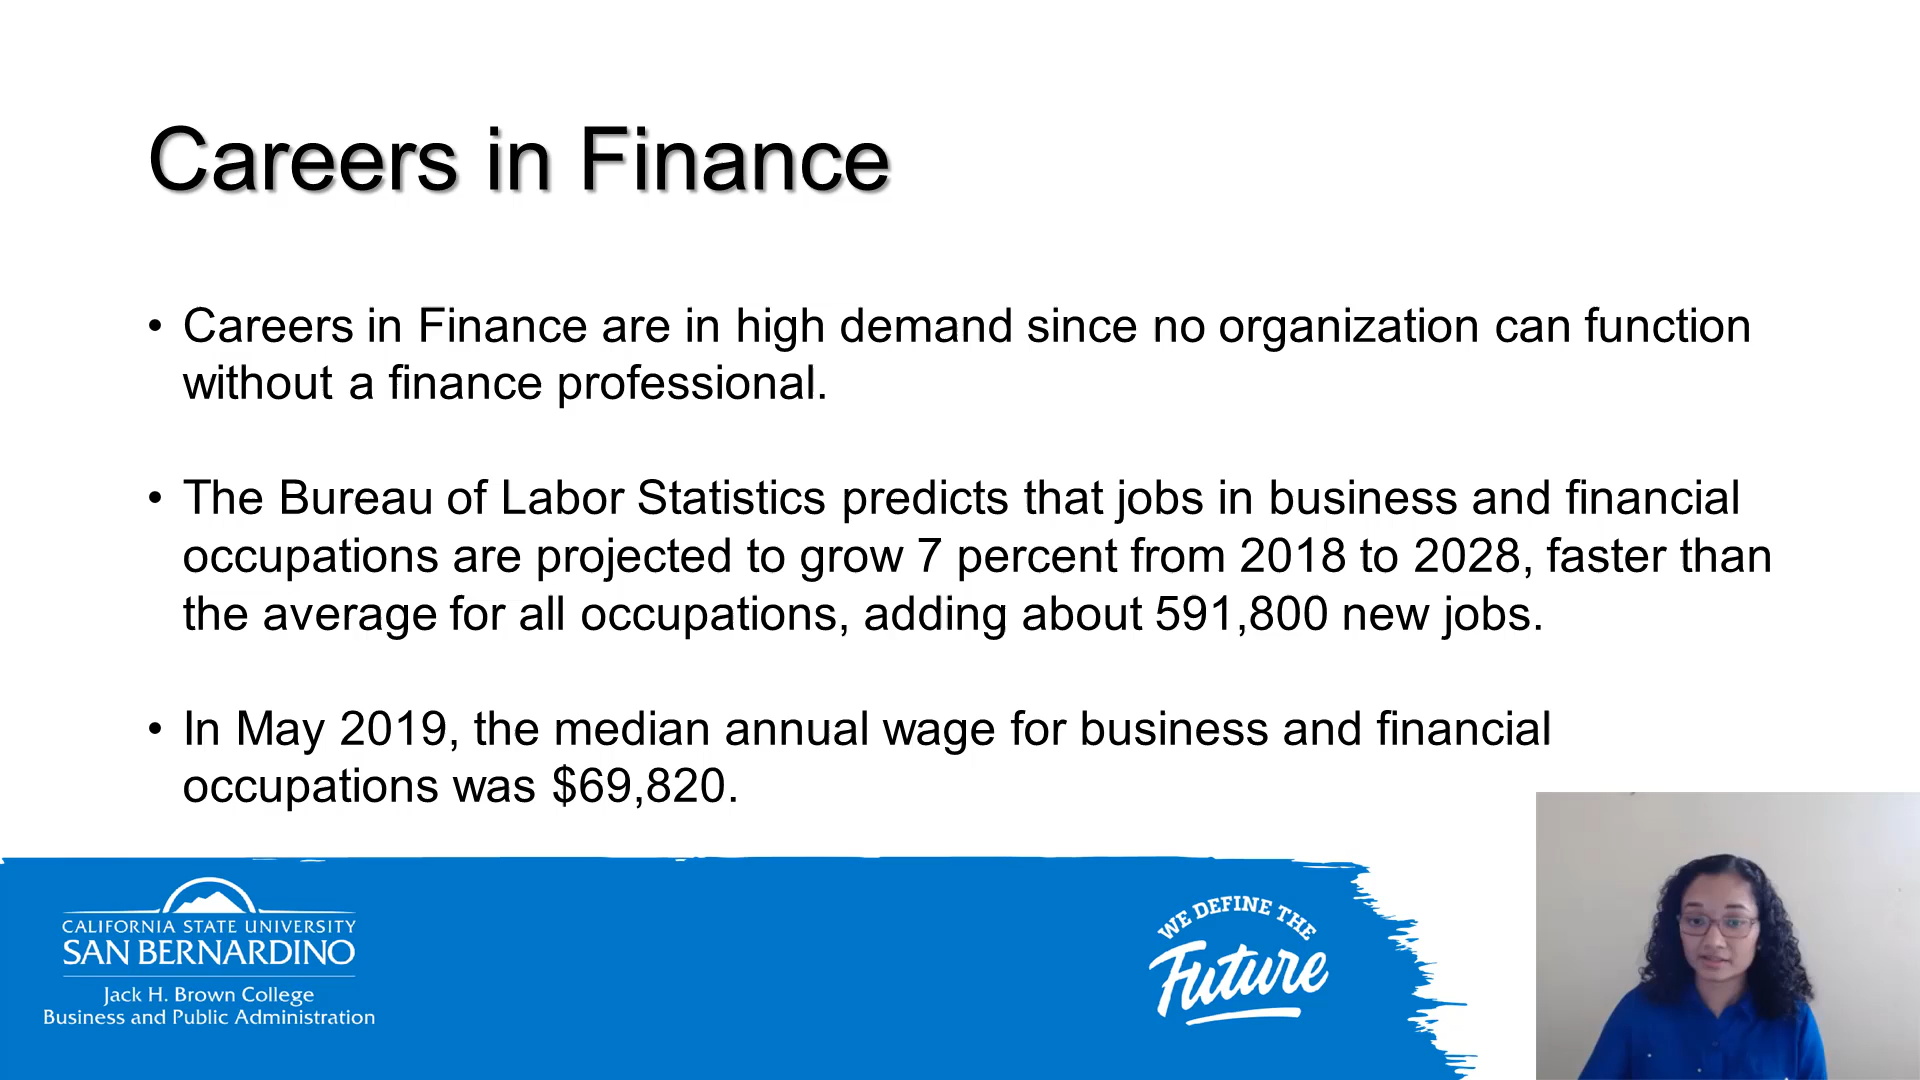 Careers in Finance
• Careers in Finance are in high demand since no organization can function
without a finance professional.
• The Bureau of Labor Statistics predicts that jobs in business and financial
occupations are projected to grow 7 percent from 2018 to 2028, faster than
the average for all occupations, adding about 591,800 new jobs.
• In May 2019, the median annual wage for business and financial
occupations was $69,820.
CALIFORNIA STATE UNIVERSITY
SAN BERNARDINO
Jack H. Brown College
Business and Public Administration
WE DEFINE THE
Future